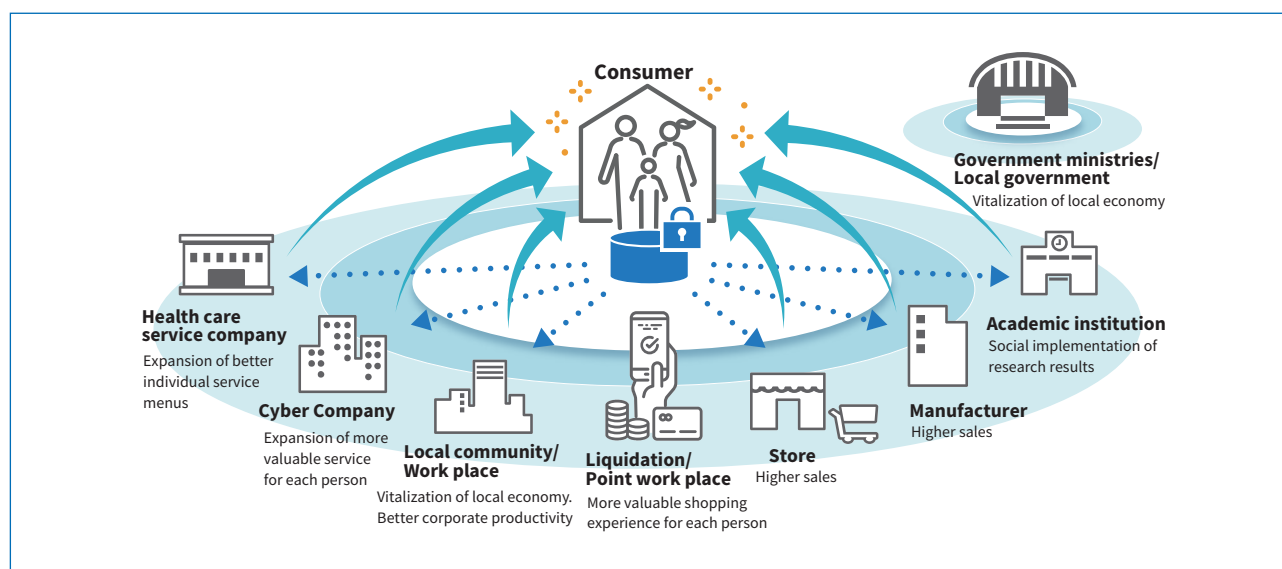 Consumer
Government ministries/
Local government
Vitalization of local economy
Health care
service company
Expansion of better
individual service
menus
Cyber Company
Expansion of more
valuable service
for each person
Local community/
Work place
Vitalization of local economy.
Better corporate productivity
Liquidation/
Point work place
More valuable shopping
experience for each person
Store
Higher sales
Manufacturer
Higher sales
Academic institution
Social implementation of
research results